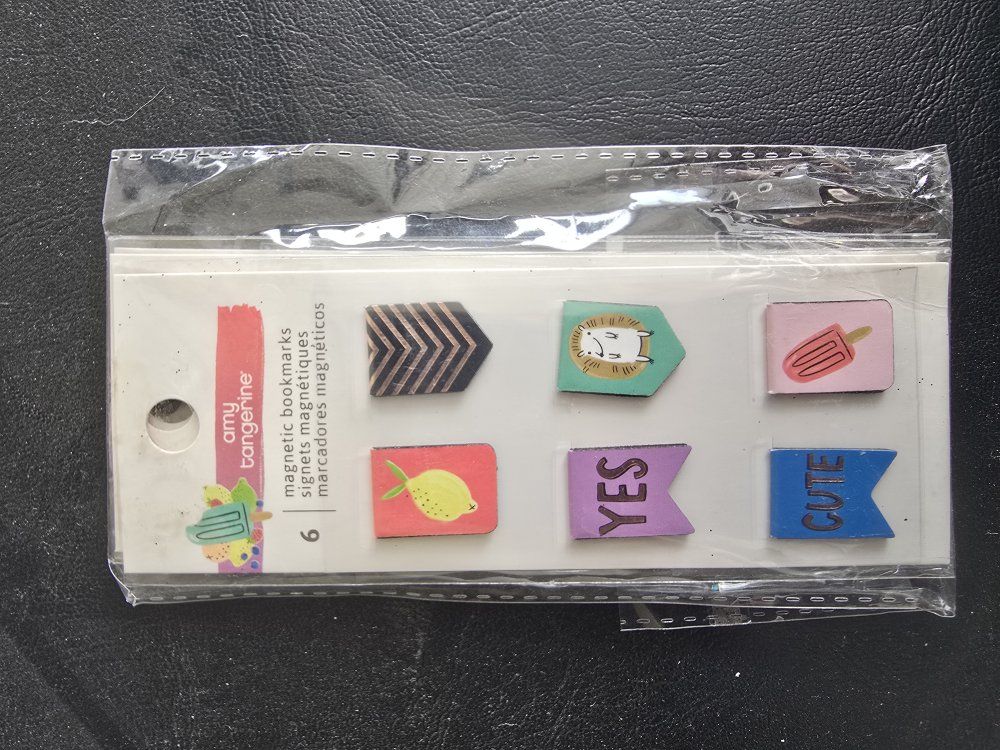 amy
tangerine®
6
magnetic bookmarks
signets magnétiques
marcadores magnéticos
YES
CUTE